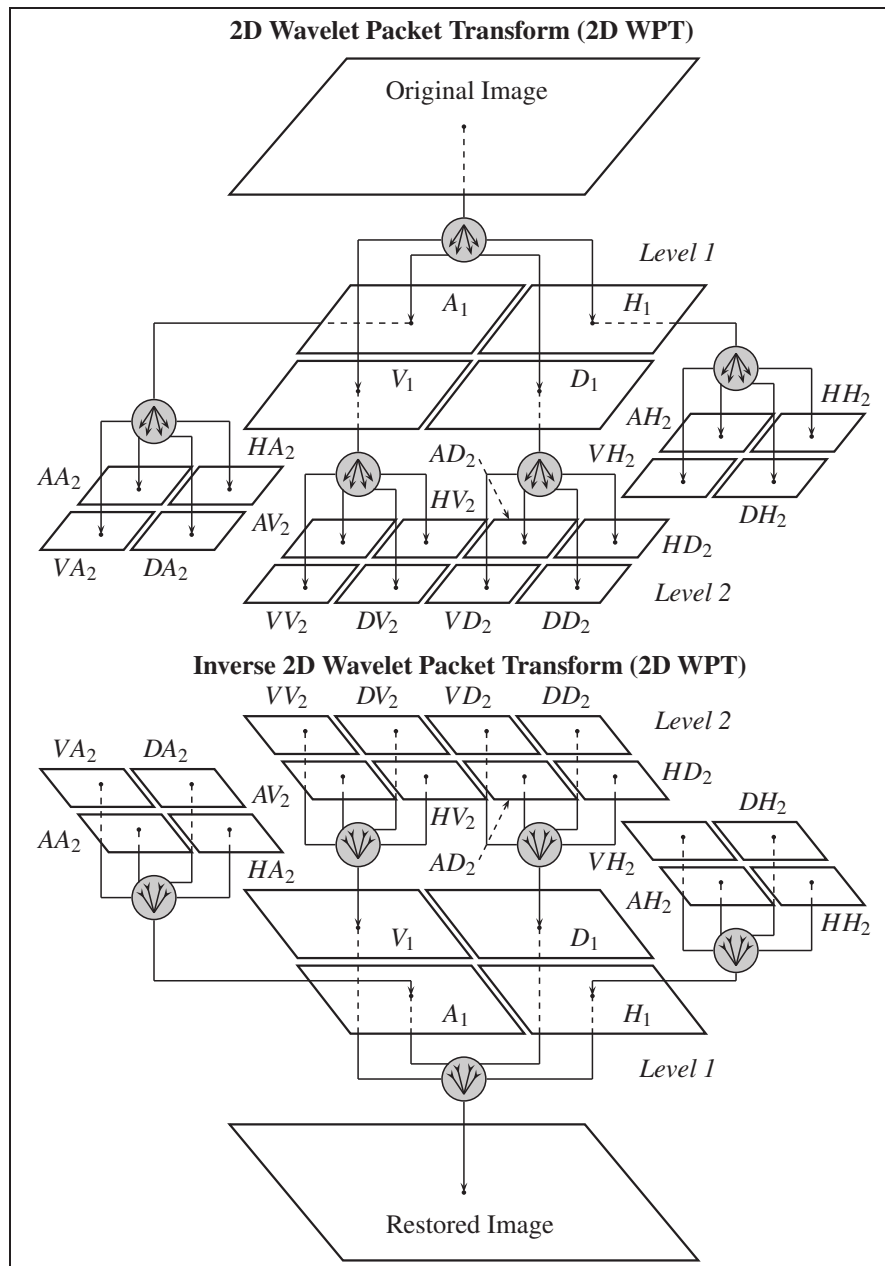 2D Wavelet Packet Transform (2D WPT)
Original Image
Level 1
A₁
H₁
V₁
D₁
HH₂
AH₂
VH₂
AD₂
HA₂
AA₂
HV₂
DH₂
AV₂
HD₂
VA₂
DA₂
Level 2
VV₂
DV₂
VD₂
DD₂
Inverse 2D Wavelet Packet Transform (2D WPT)
VV₂
DV₂
VD₂
DD₂
Level 2
VA₂
DA₂
HD₂
AV₂
DH₂
HV₂
AA₂
AD₂
VH₂
HA₂
AH₂
HH₂
V₁
D₁
A₁
H₁
Level 1
Restored Image